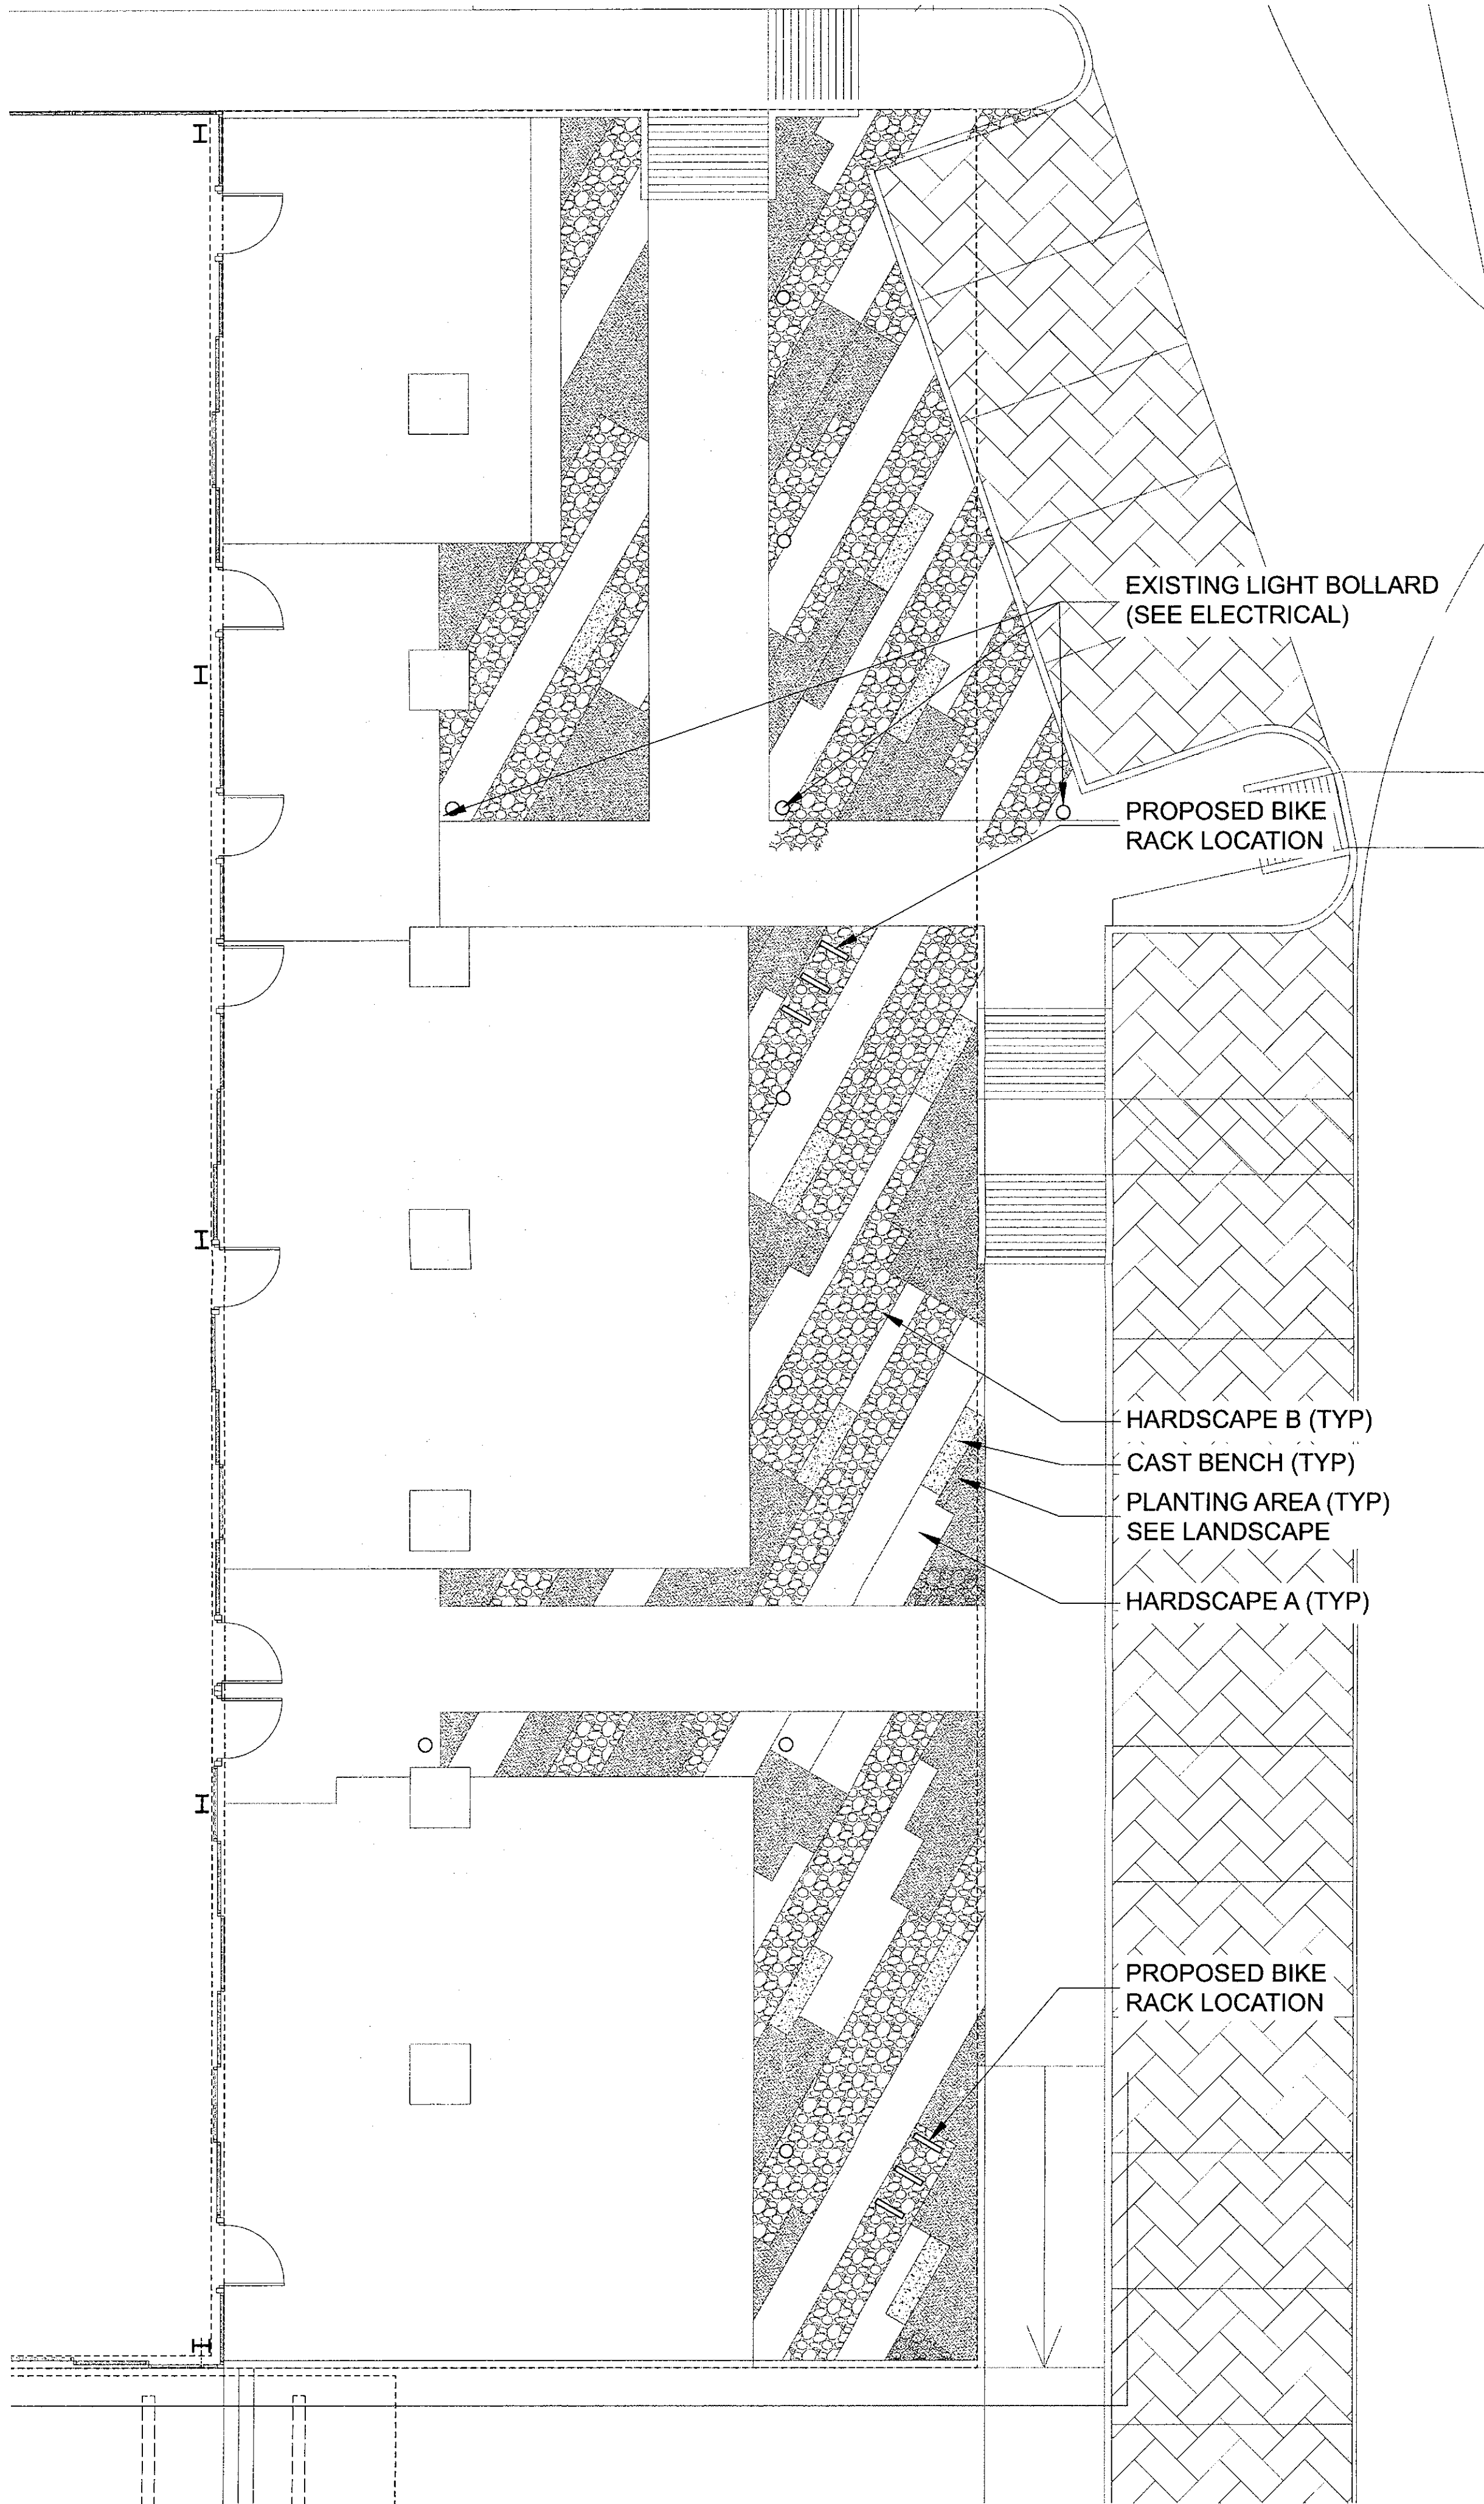 EXISTING LIGHT BOLLARD
(SEE ELECTRICAL)
PROPOSED BIKE
RACK LOCATION
HARDSCAPE B (TYP)
CAST BENCH (TYP)
PLANTING AREA (TYP)
SEE LANDSCAPE
HARDSCAPE A (TYP)
PROPOSED BIKE
RACK LOCATION